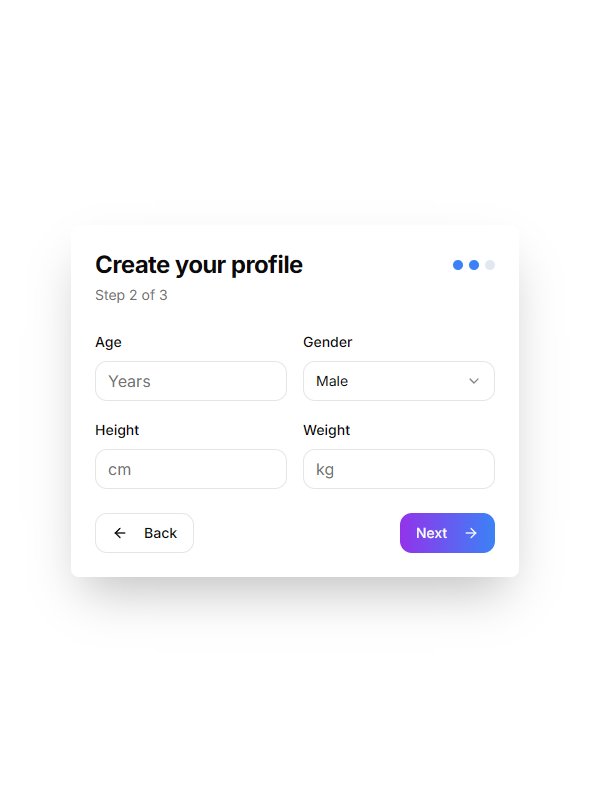 Create your profile
Step 2 of 3
Age
Gender
Years
Male
Height
Weight
cm
kg
Back
Next